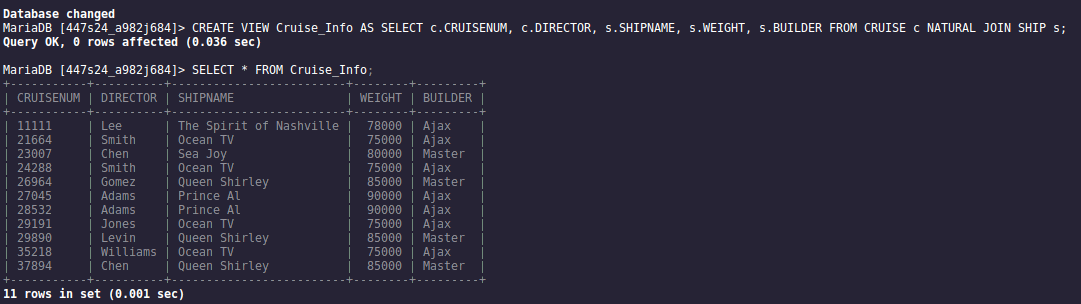 Database changed
MariaDB [447s24_a982j684]> CREATE VIEW Cruise_Info AS SELECT c.CRUISENUM, c.DIRECTOR, s.SHIPNAME, s.WEIGHT, s.BUILDER FROM CRUISE c NATURAL JOIN SHIP s;
Query OK, 0 rows affected (0.036 sec)

MariaDB [447s24_a982j684]> SELECT * FROM Cruise_Info;
+-----------+----------+-------------------------+--------+---------+
| CRUISENUM | DIRECTOR | SHIPNAME                | WEIGHT | BUILDER |
+-----------+----------+-------------------------+--------+---------+
| 11111     | Lee      | The Spirit of Nashville |  78000 | Ajax    |
| 21664     | Smith    | Ocean TV                |  75000 | Ajax    |
| 23007     | Chen     | Sea Joy                 |  80000 | Master  |
| 24288     | Smith    | Ocean TV                |  75000 | Ajax    |
| 26964     | Gomez    | Queen Shirley           |  85000 | Master  |
| 27045     | Adams    | Prince Al               |  90000 | Ajax    |
| 28532     | Adams    | Prince Al               |  90000 | Ajax    |
| 29191     | Jones    | Ocean TV                |  75000 | Ajax    |
| 29890     | Levin    | Queen Shirley           |  85000 | Master  |
| 35218     | Williams | Ocean TV                |  75000 | Ajax    |
| 37894     | Chen     | Queen Shirley           |  85000 | Master  |
+-----------+----------+-------------------------+--------+---------+
11 rows in set (0.001 sec)